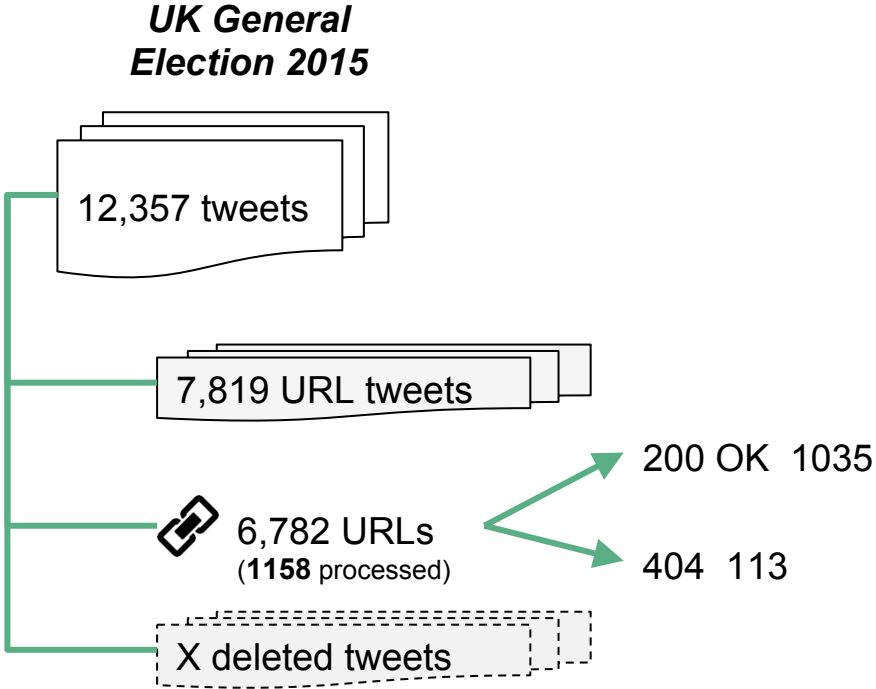 UK General
Election 2015
12,357 tweets
7,819 URL tweets
200 OK 1035
6,782 URLs
(1158 processed)
404 113
X deleted tweets